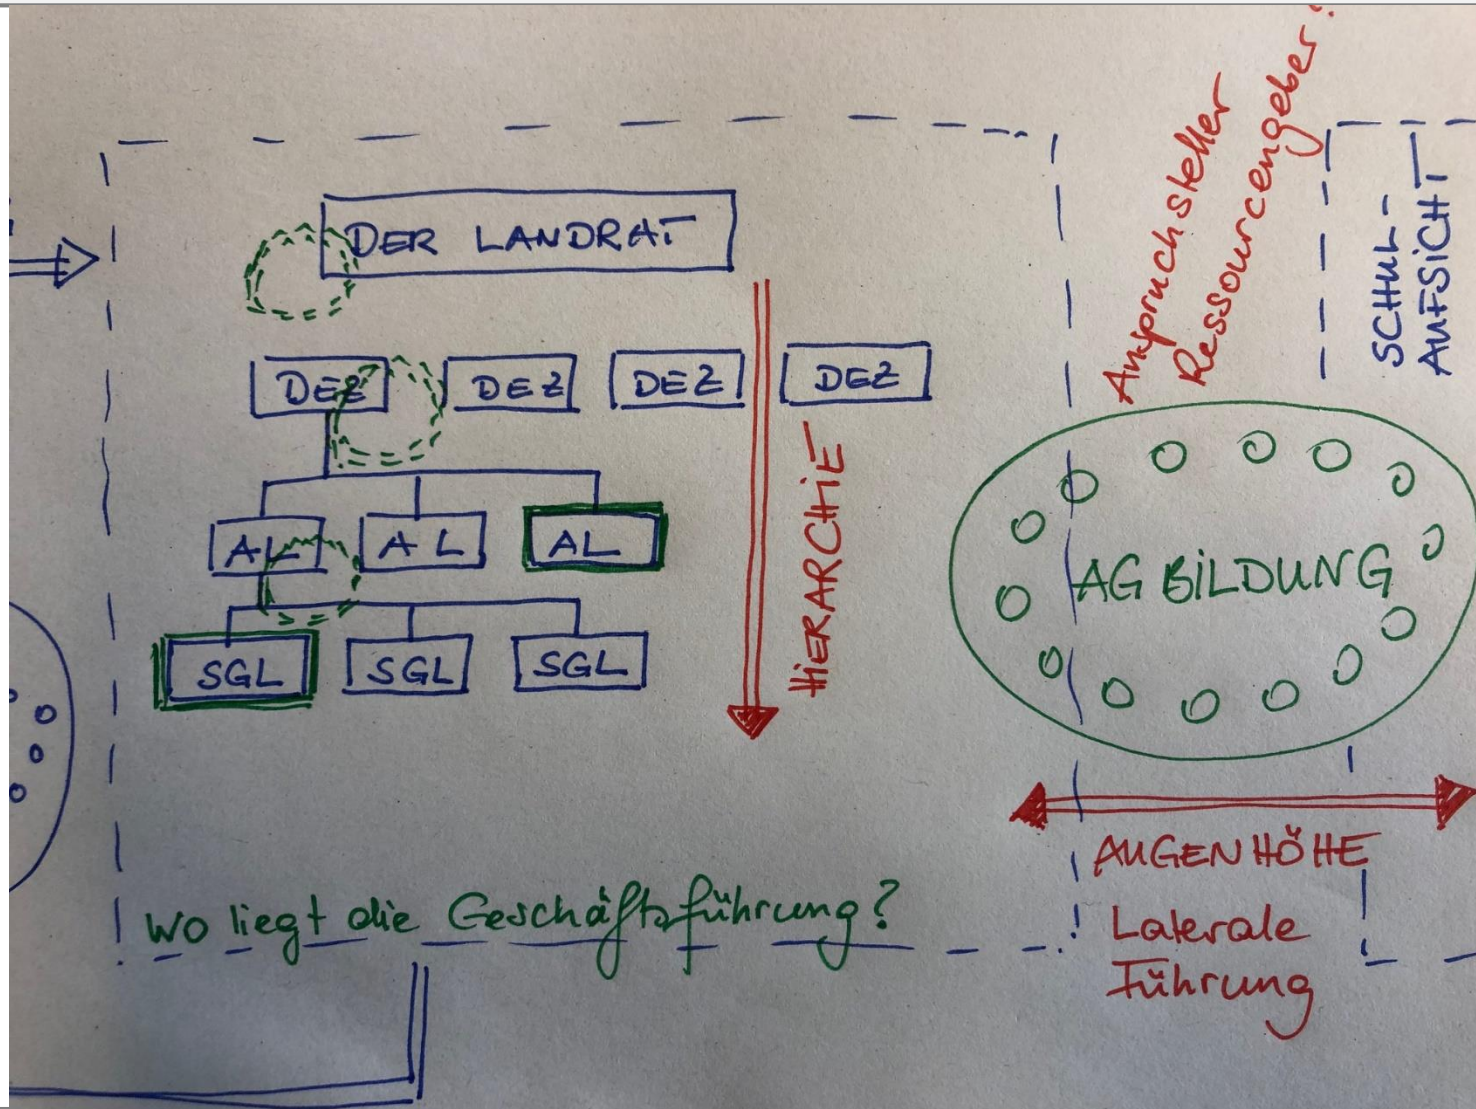 DER LANDRAT
DEZ
DEZ
DEZ
DEZ
AL
AL
AL
SGL
SGL
SGL
HiERARCHiE
Wo liegt die Geschäftsführung?
Anspruchsteller
Ressourcengeber?
SCHUL-
AUFSICHT
AG BiLDUNG
AUGENHÖHE
Laterale
Führung